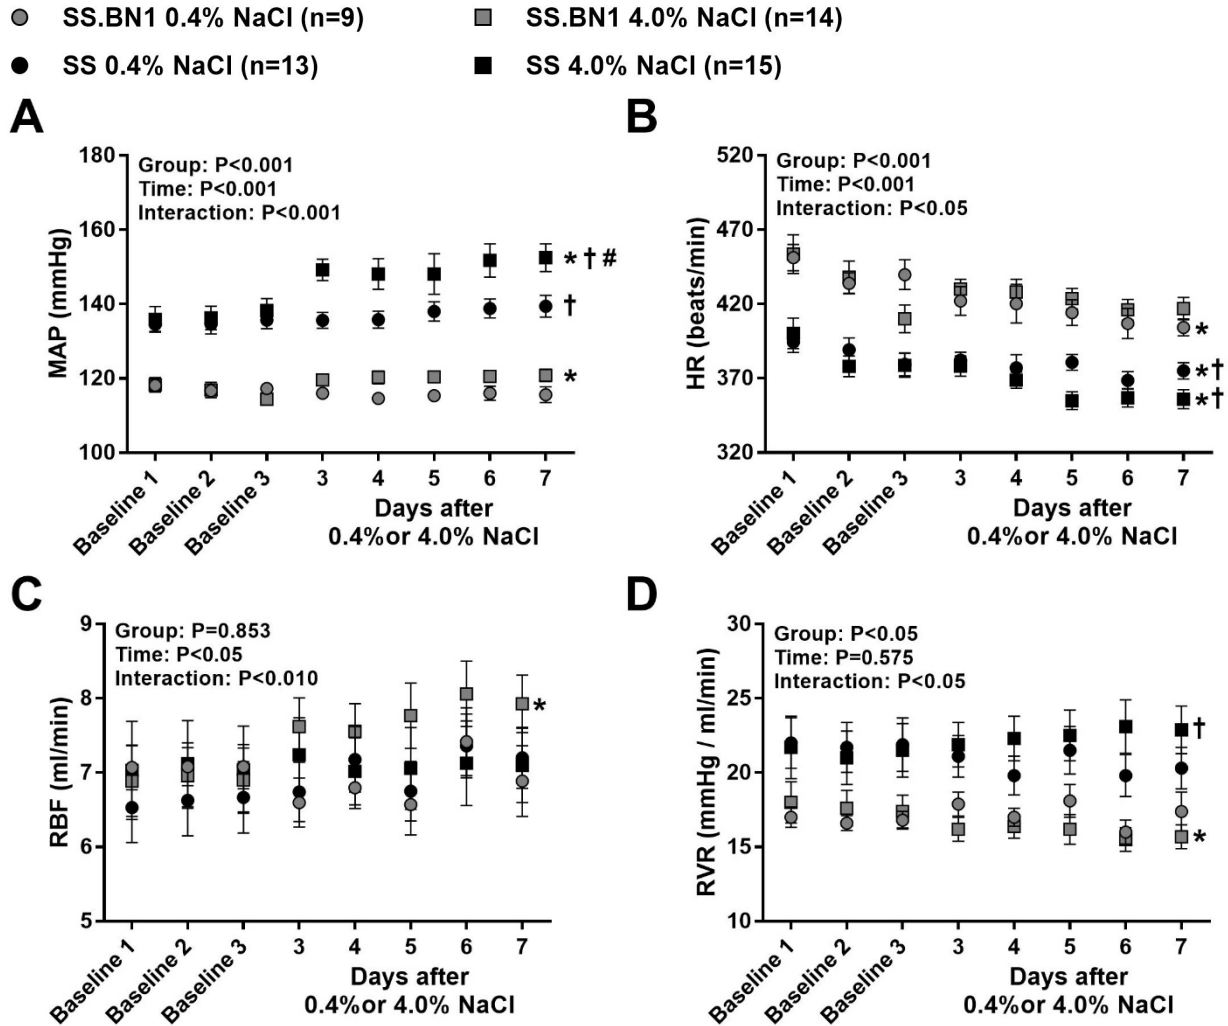 SS.BN1 0.4% NaCl (n=9)
SS.BN1 4.0% NaCl (n=14)
SS 0.4% NaCl (n=13)
SS 4.0% NaCl (n=15)
A
MAP (mmHg)
180
160
140
120
100
Group: P<0.001
Time: P<0.001
Interaction: P<0.001
* † #
†
*
Baseline 1
Baseline 2
Baseline 3
3
4
5
6
7
Days after
0.4%or 4.0% NaCl
B
HR (beats/min)
520
470
420
370
320
Group: P<0.001
Time: P<0.001
Interaction: P<0.05
*
*†
*†
Baseline 1
Baseline 2
Baseline 3
3
4
5
6
7
Days after
0.4%or 4.0% NaCl
C
RBF (ml/min)
9
8
7
6
5
Group: P=0.853
Time: P<0.05
Interaction: P<0.010
*
Baseline 1
Baseline 2
Baseline 3
3
4
5
6
7
Days after
0.4%or 4.0% NaCl
D
RVR (mmHg / ml/min)
30
25
20
15
10
Group: P<0.05
Time: P=0.575
Interaction: P<0.05
†
*
Baseline 1
Baseline 2
Baseline 3
3
4
5
6
7
Days after
0.4%or 4.0% NaCl